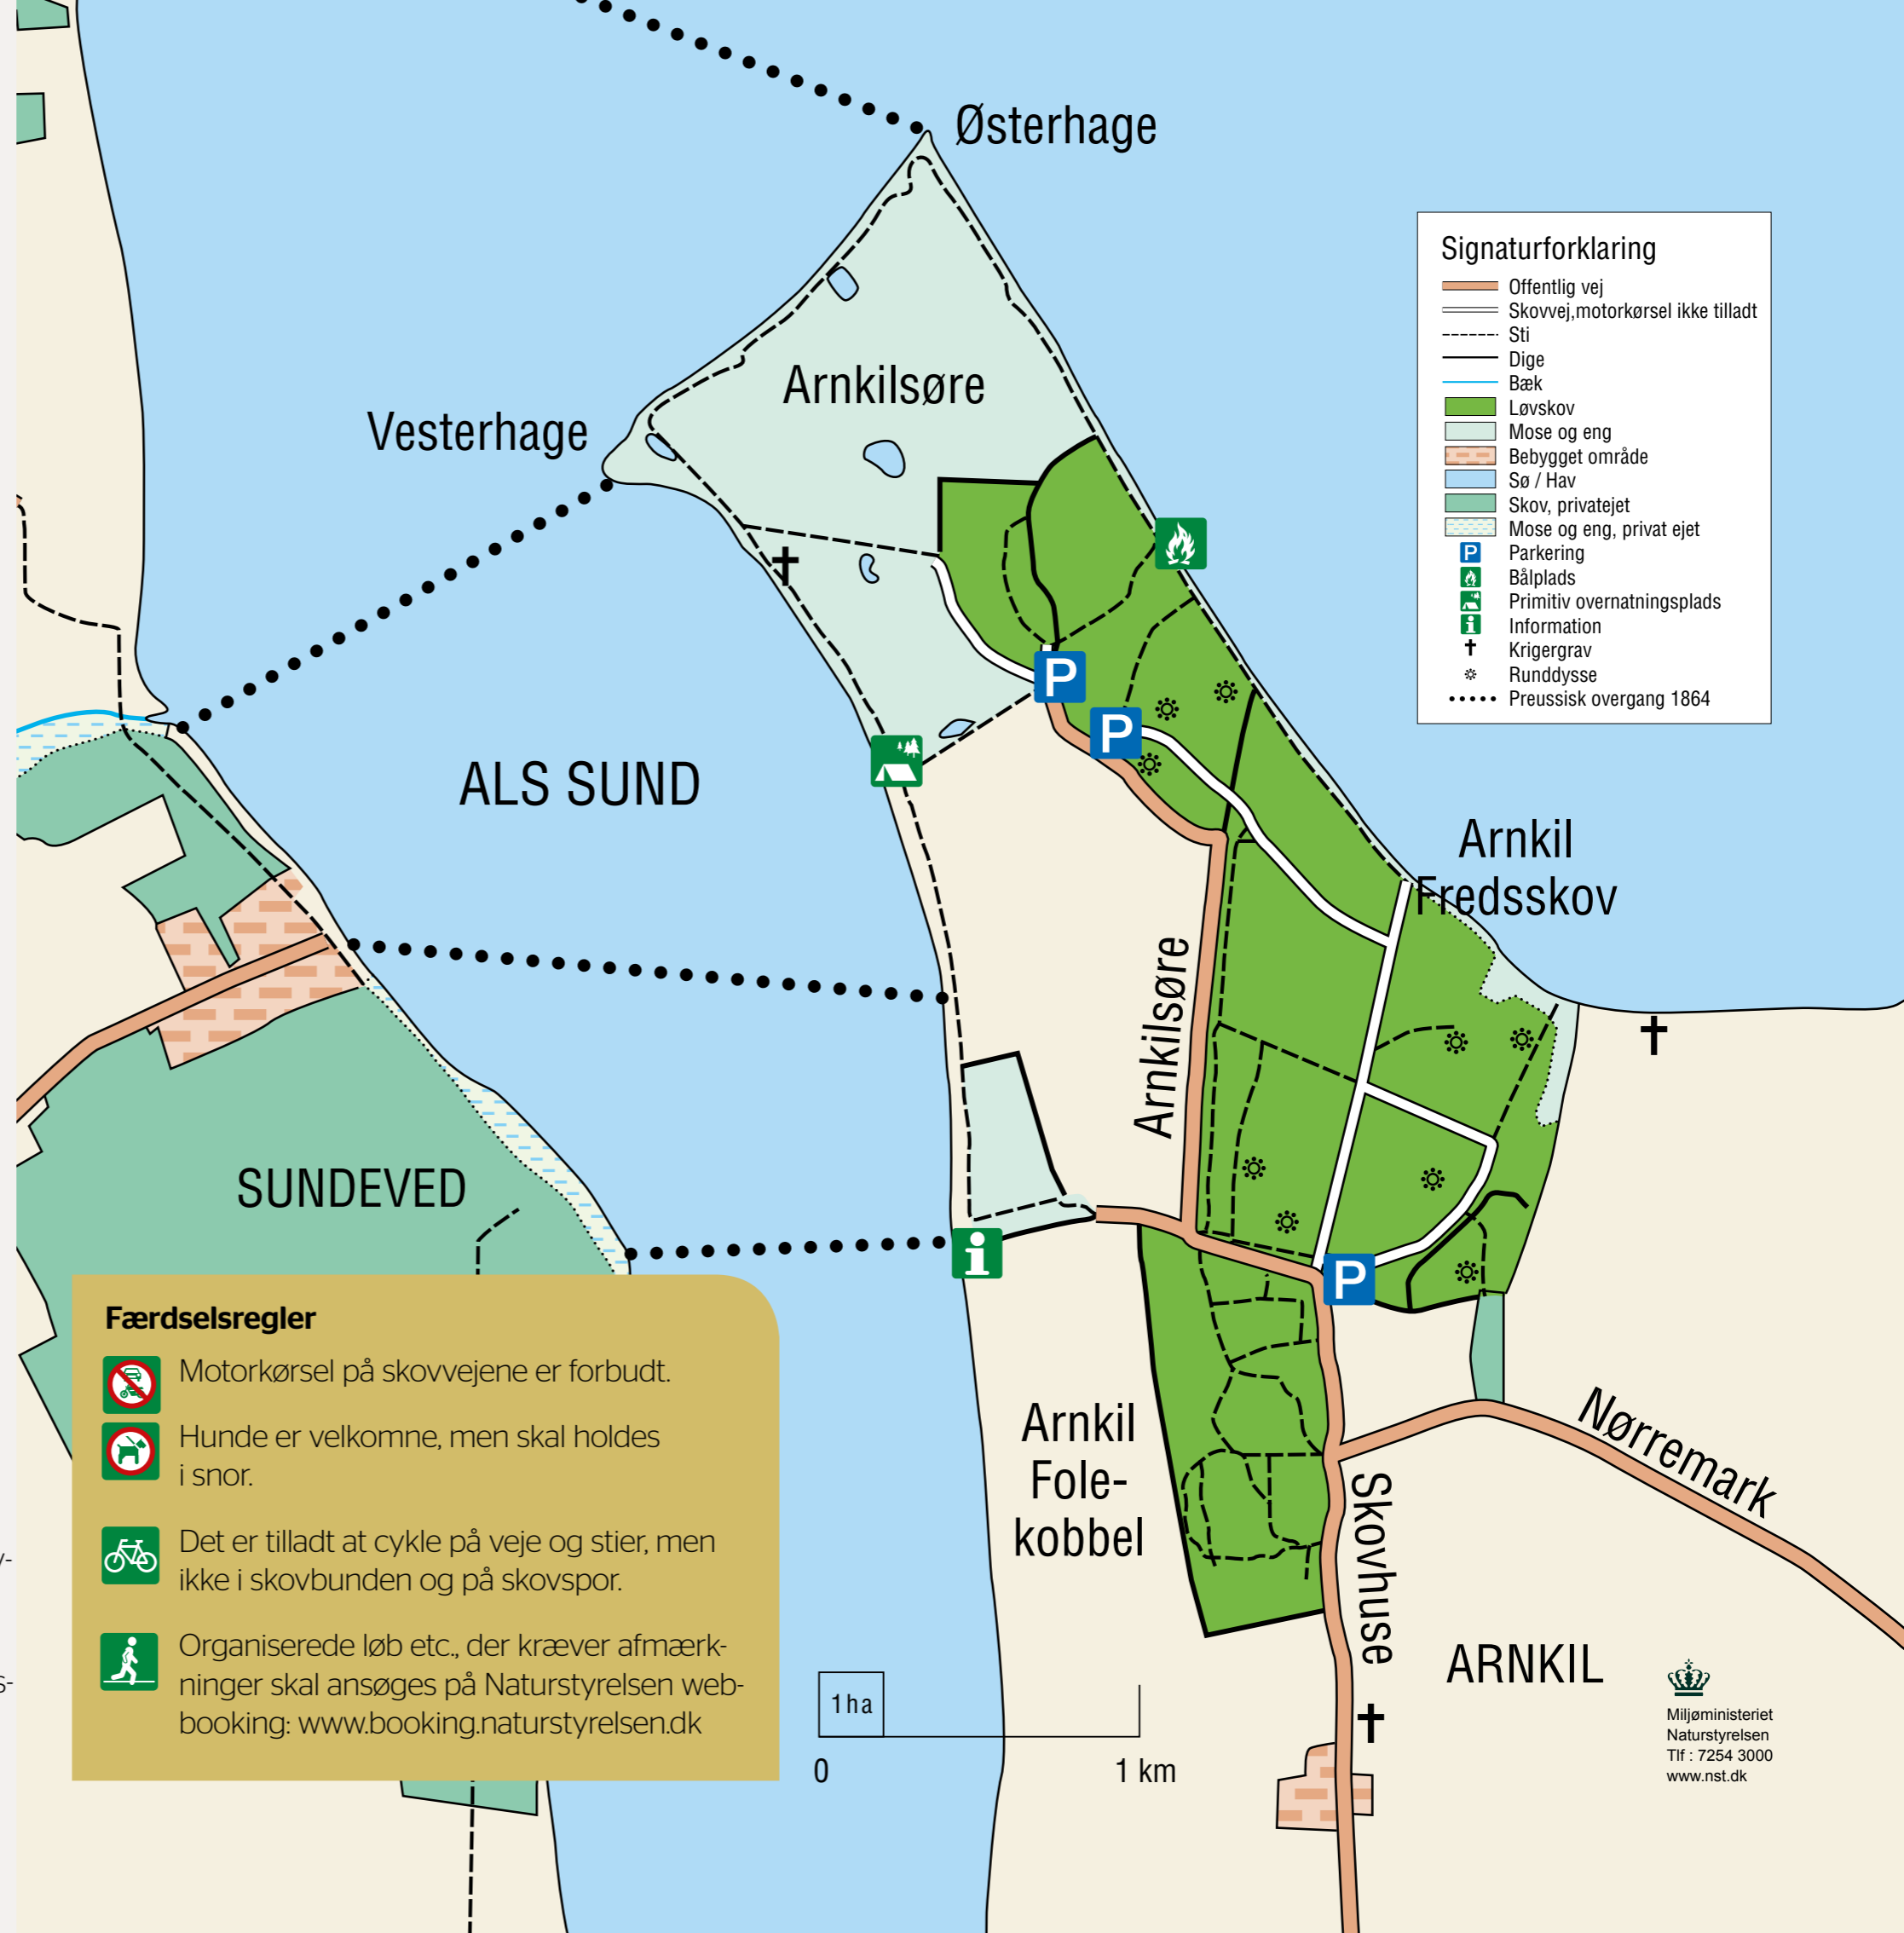 Østerhage
Signaturforklaring
Offentlig vej
Skovvej,motorkørsel ikke tilladt
Sti
Dige
Bæk
Løvskov
Mose og eng
Bebygget område
Sø / Hav
Skov, privatejet
Mose og eng, privat ejet
P Parkering
Bålplads
Primitiv overnatningsplads
i Information
Krigergrav
Runddysse
Preussisk overgang 1864
Arnkilsøre
Vesterhage
P
P
ALS SUND
Arnkil
Fredsskov
Arnkilsøre
SUNDEVED
i
P
Færdselsregler
Motorkørsel på skovvejene er forbudt.
Hunde er velkomne, men skal holdes
i snor.
Det er tilladt at cykle på veje og stier, men
ikke i skovbunden og på skovspor.
Organiserede løb etc., der kræver afmærk-
ninger skal ansøges på Naturstyrelsen web-
booking: www.booking.naturstyrelsen.dk
Arnkil
Fole-
kobbel
Nørremark
Skovhuse
ARNKIL
1ha
0 1 km
Miljøministeriet
Naturstyrelsen
Tlf : 7254 3000
www.nst.dk